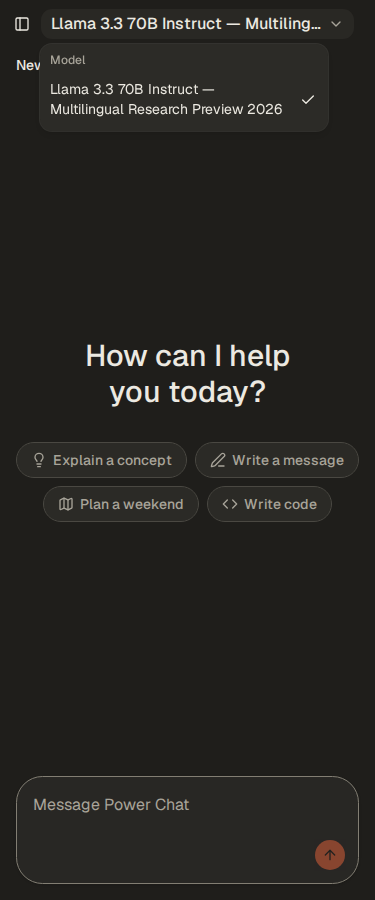 Llama 3.3 70B Instruct — Multiling...
Model
Llama 3.3 70B Instruct —
Multilingual Research Preview 2026
How can I help
you today?
Explain a concept
Write a message
Plan a weekend
Write code
Message Power Chat